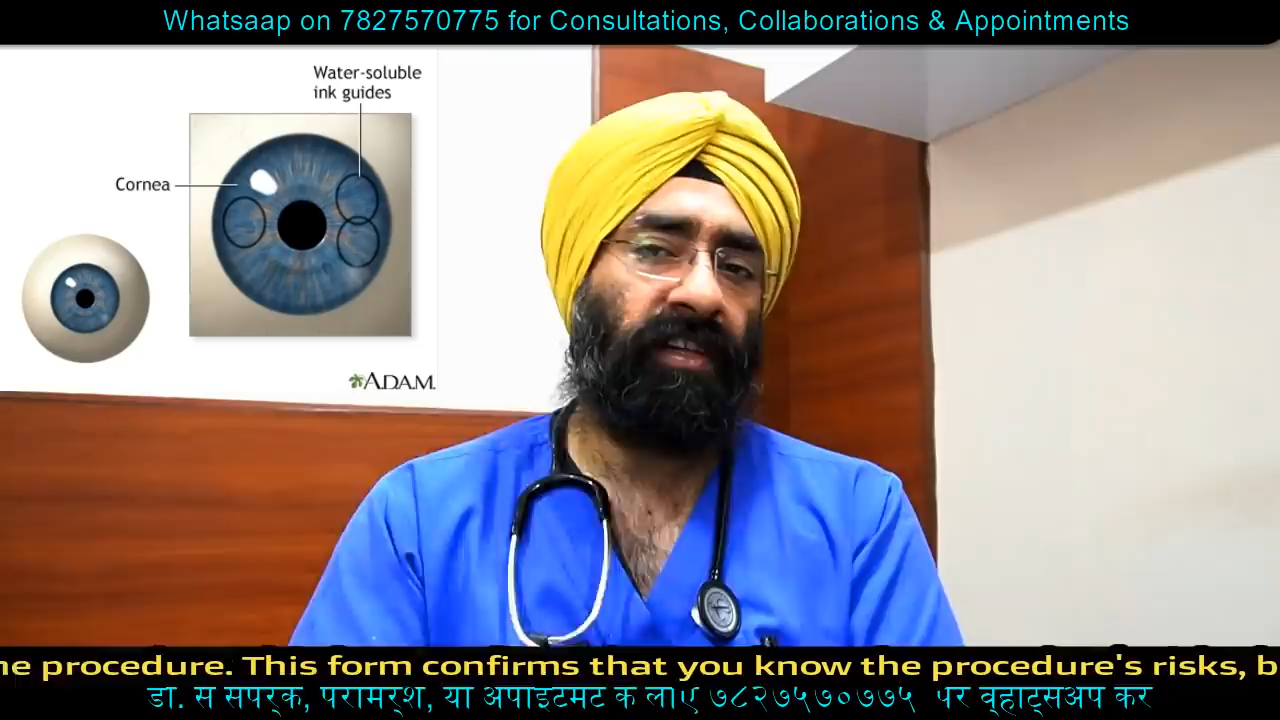 Whatsaap on 7827570775 for Consultations, Collaborations & Appointments
Water-soluble
ink guides
Cornea
A.D.A.M.
he procedure. This form confirms that you know the procedure's risks, b
डा. स सपर्क, परामर्श, या अपाइटमट क लाए ७८२७५७०७७५ पर व्हाट्सअप कर